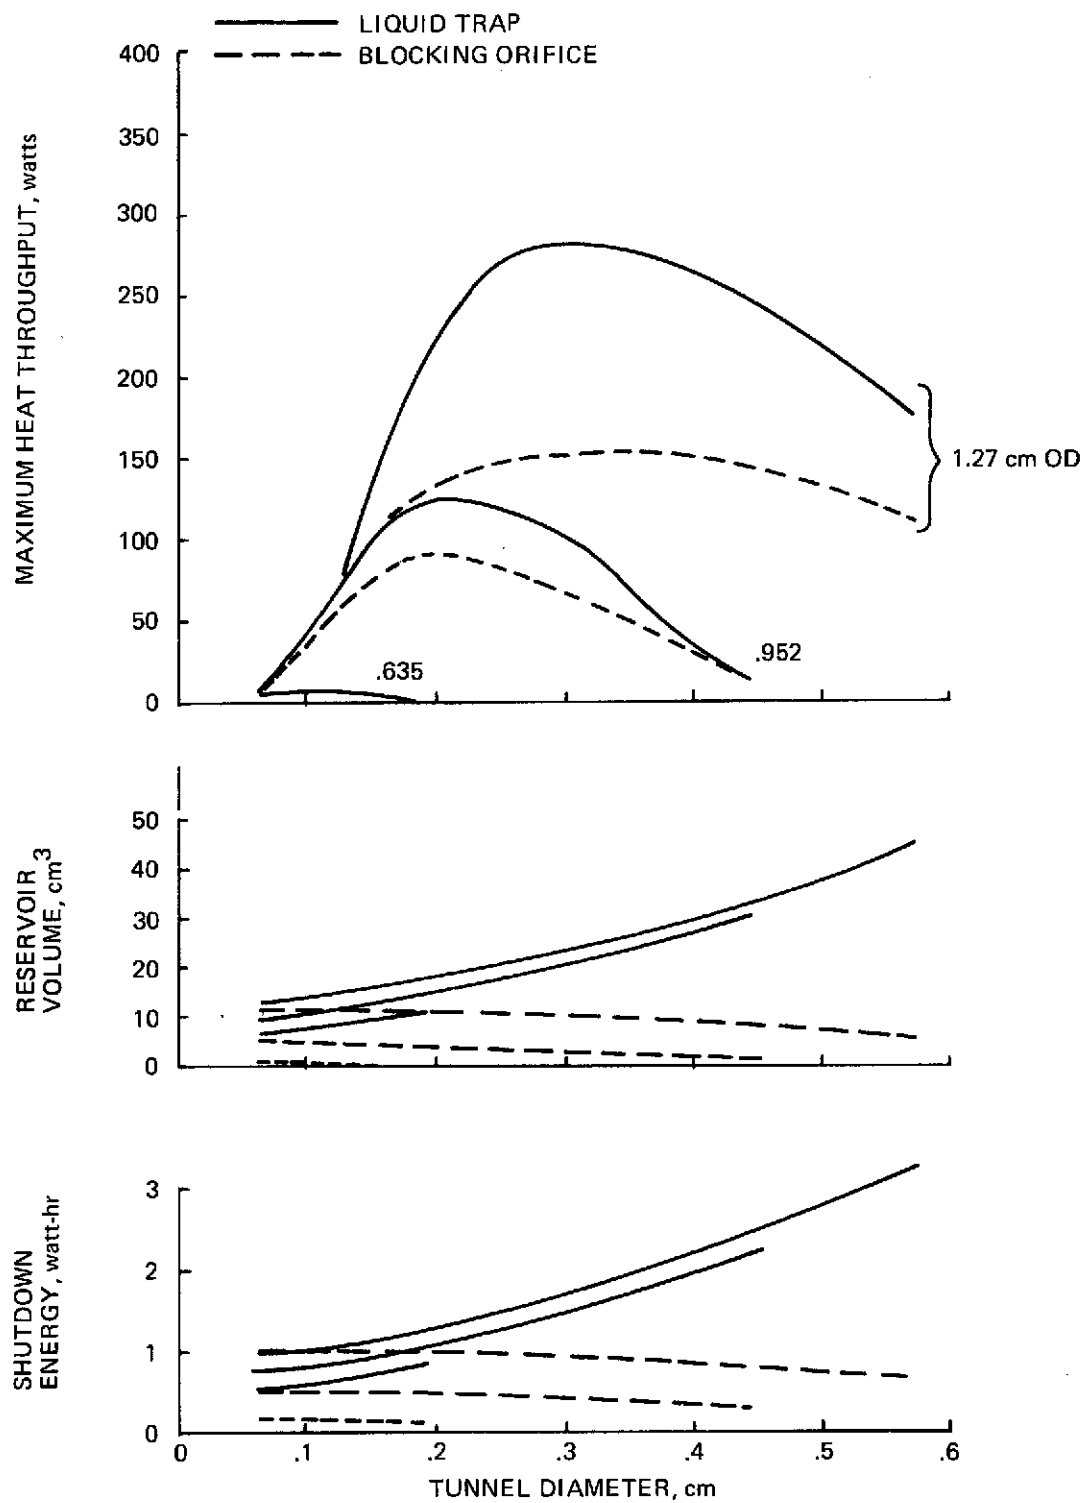 LIQUID TRAP
BLOCKING ORIFICE
MAXIMUM HEAT THROUGHPUT, watts
400
350
300
250
200
150
100
50
0
1.27 cm OD
.952
.635
RESERVOIR
VOLUME, cm3
50
40
30
20
10
0
SHUTDOWN
ENERGY, watt-hr
3
2
1
0
0 .1 .2 .3 .4 .5 .6
TUNNEL DIAMETER, cm